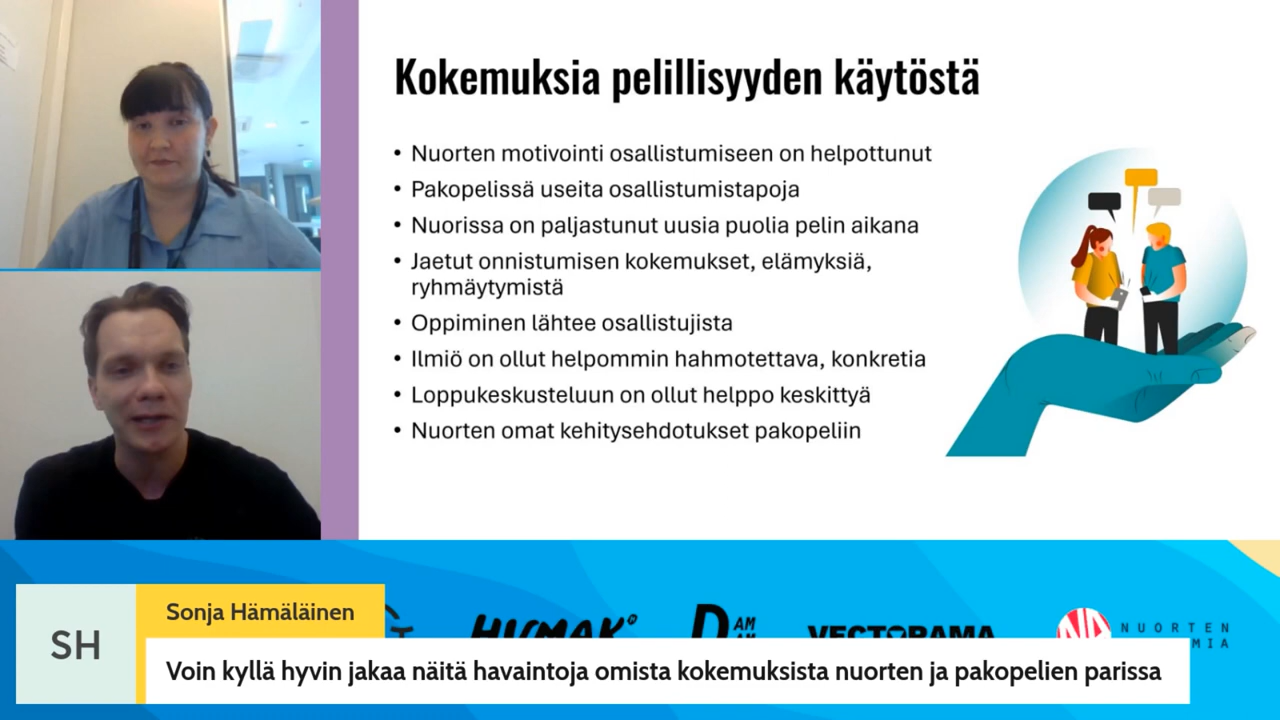 Kokemuksia pelillisyyden käytöstä
• Nuorten motivointi osallistumiseen on helpottunut
• Pakopelissä useita osallistumistapoja
• Nuorissa on paljastunut uusia puolia pelin aikana
• Jaetut onnistumisen kokemukset, elämyksiä,
ryhmäytymistä
• Oppiminen lähtee osallistujista
• Ilmiö on ollut helpommin hahmotettava, konkretia
• Loppukeskusteluun on ollut helppo keskittyä
• Nuorten omat kehitysehdotukset pakopeliin
SH
Sonja Hämäläinen
VECTORAMA
NA NUORTEN
Voin kyllä hyvin jakaa näitä havaintoja omista kokemuksista nuorten ja pakopelien parissa